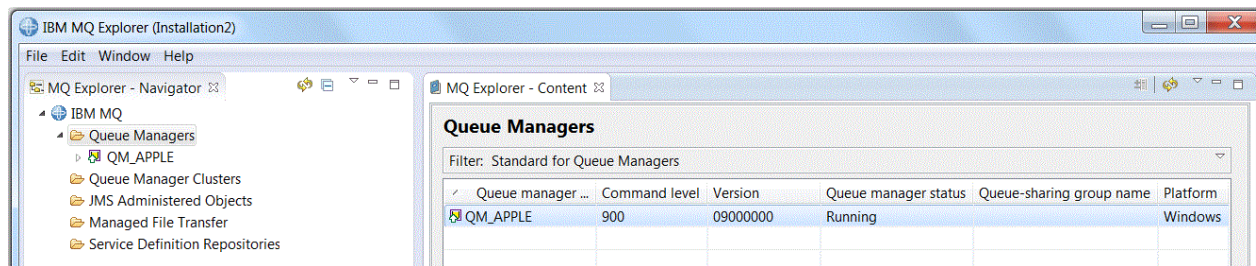 IBM MQ Explorer (Installation2)
File Edit Window Help
MQ Explorer - Navigator
IBM MQ
Queue Managers
QM_APPLE
Queue Manager Clusters
JMS Administered Objects
Managed File Transfer
Service Definition Repositories
MQ Explorer - Content
Queue Managers
Filter: Standard for Queue Managers
Queue manager ... Command level Version Queue manager status Queue-sharing group name Platform
QM_APPLE 900 09000000 Running Windows